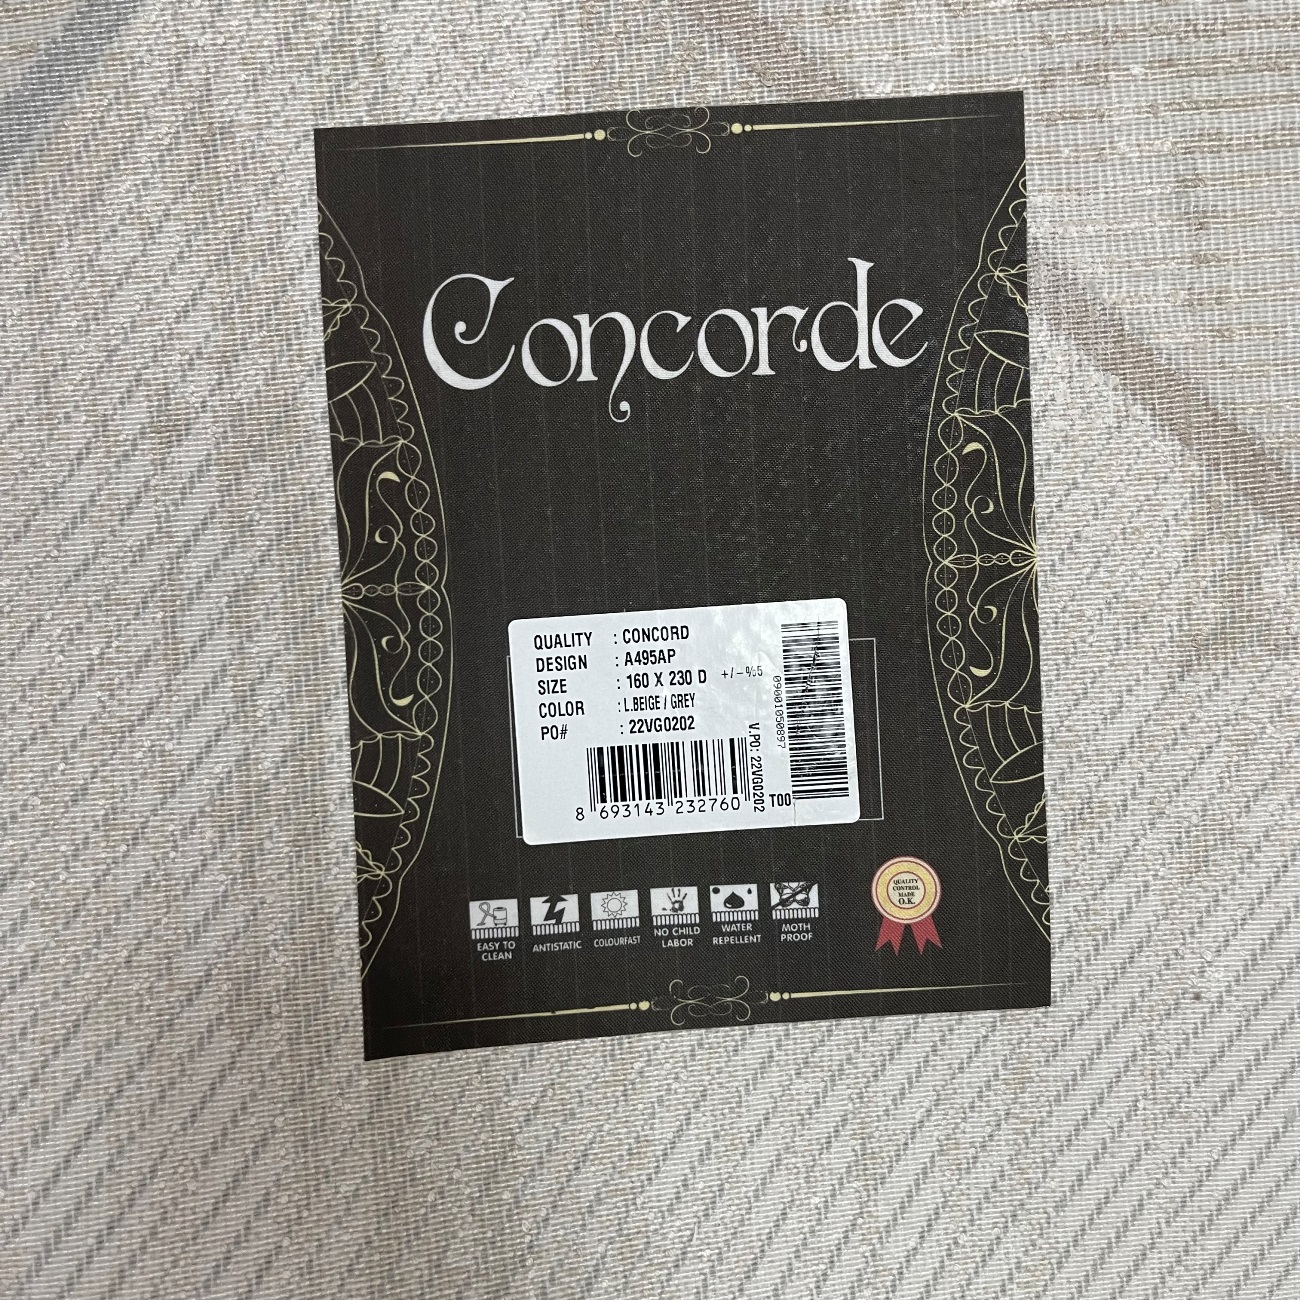 Concorde
QUALITY : CONCORD
DESIGN : A495AP
SIZE : 160 X 230 D +/-%5
COLOR : L.BEIGE / GREY
PO# : 22VG0202
8 693143 232760
V.PO: 22VG0202
T00
09001050897
EASY TO
CLEAN
ANTISTATIC
COLOURFAST
NO CHILD
LABOR
WATER
REPELLENT
MOTH
PROOF
QUALITY
CONTROL
MADE
O.K.